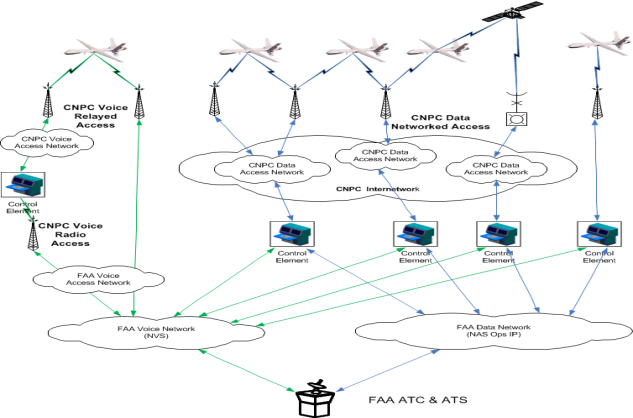 CNPC Voice
Relayed
Access
CNPC Data
Networked Access
CNPC Voice
Access Network
CNPC Data
Access Network
CNPC Data
Access Network
CNPC Data
Access Network
CNPC Internetwork
Control
Element
CNPC Voice
Radio
Access
Control
Element
Control
Element
Control
Element
Control
Element
FAA Voice
Access Network
FAA Voice Network
(NVS)
FAA Data Network
(NAS Ops IP)
FAA ATC & ATS